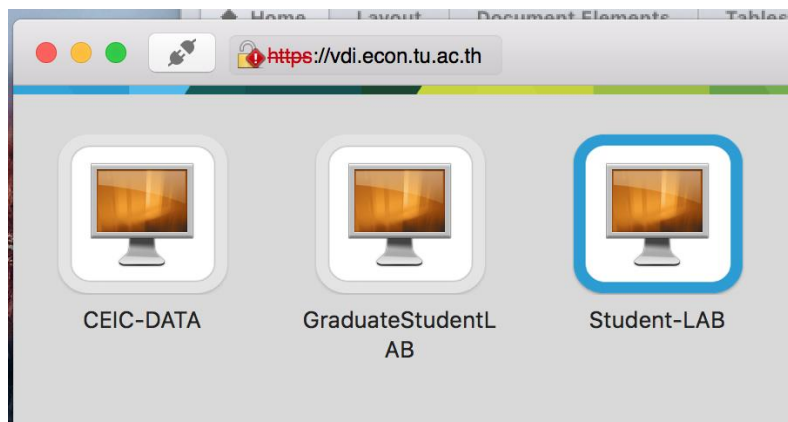 Home Layout Document Elements Tables
https://vdi.econ.tu.ac.th
CEIC-DATA
GraduateStudentL
AB
Student-LAB